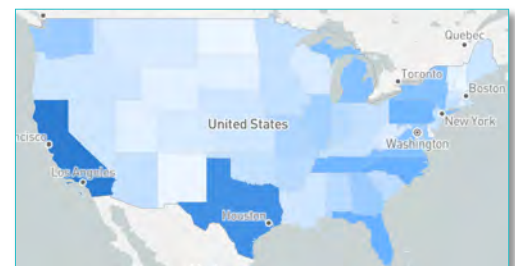 Quebec
Toronto
Boston
New York
United States
Washington
ncisco
Los Angeles
Houston